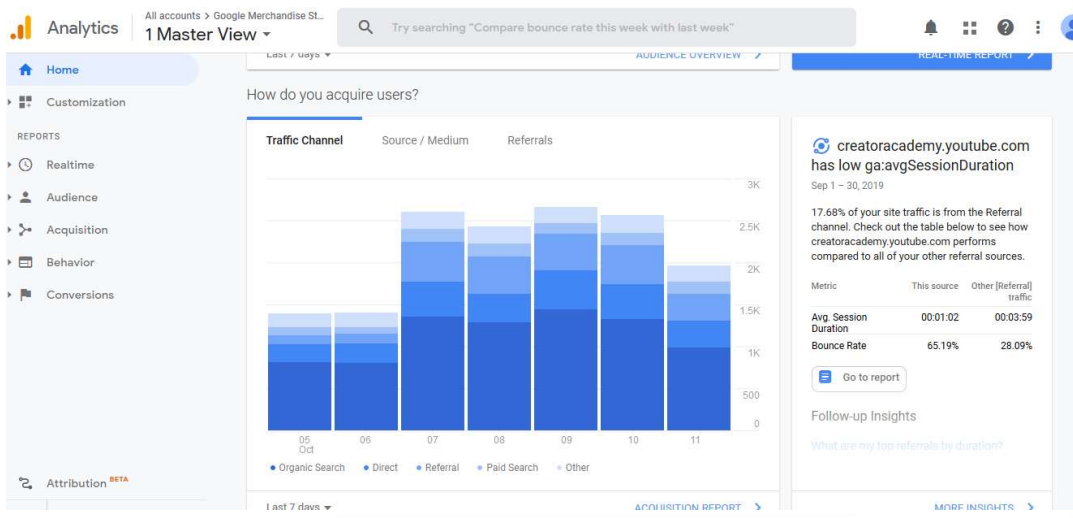 Analytics
All accounts > Google Merchandise St...
1 Master View
Try searching "Compare bounce rate this week with last week"
Home
Customization
REPORTS
Realtime
Audience
Acquisition
Behavior
Conversions
Attribution BETA
Last 7 days
AUDIENCE OVERVIEW >
REAL-TIME REPORT >
How do you acquire users?
Traffic Channel
Source / Medium
Referrals
3K
2.5K
2K
1.5K
1K
500
0
05 06 07 08 09 10 11
Oct
Organic Search Direct Referral Paid Search Other
Last 7 days
ACQUISITION REPORT >
creatoracademy.youtube.com
has low ga:avgSessionDuration
Sep 1 – 30, 2019
17.68% of your site traffic is from the Referral
channel. Check out the table below to see how
creatoracademy.youtube.com performs
compared to all of your other referral sources.
Metric This source Other [Referral]
traffic
Avg. Session 00:01:02 00:03:59
Duration
Bounce Rate 65.19% 28.09%
Go to report
Follow-up Insights
What are my top referrals by duration?
MORE INSIGHTS >